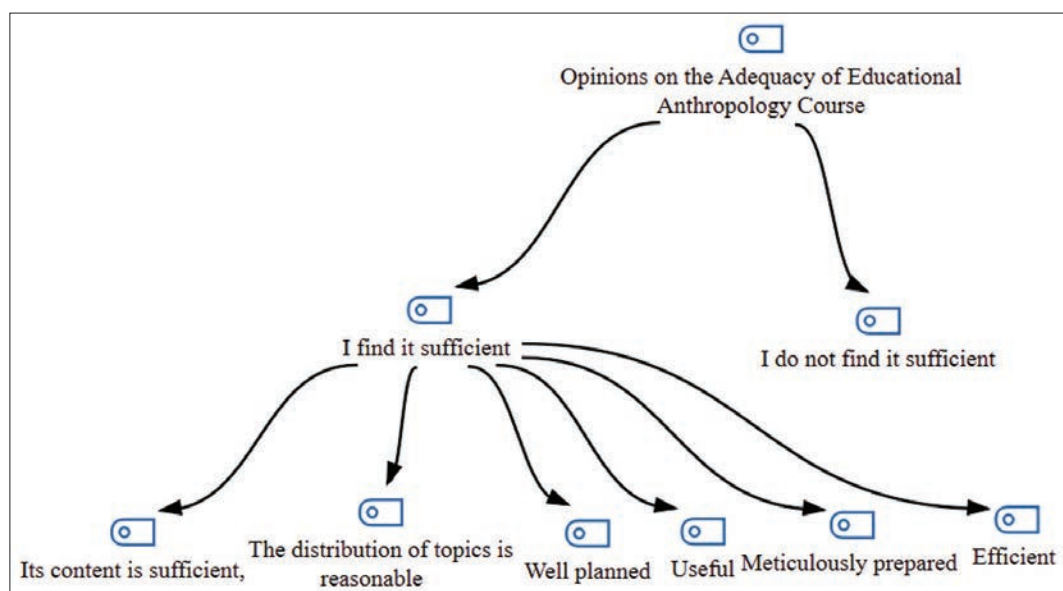 Opinions on the Adequacy of Educational
Anthropology Course
I find it sufficient
I do not find it sufficient
Its content is sufficient,
The distribution of topics is
reasonable
Well planned
Useful
Meticulously prepared
Efficient